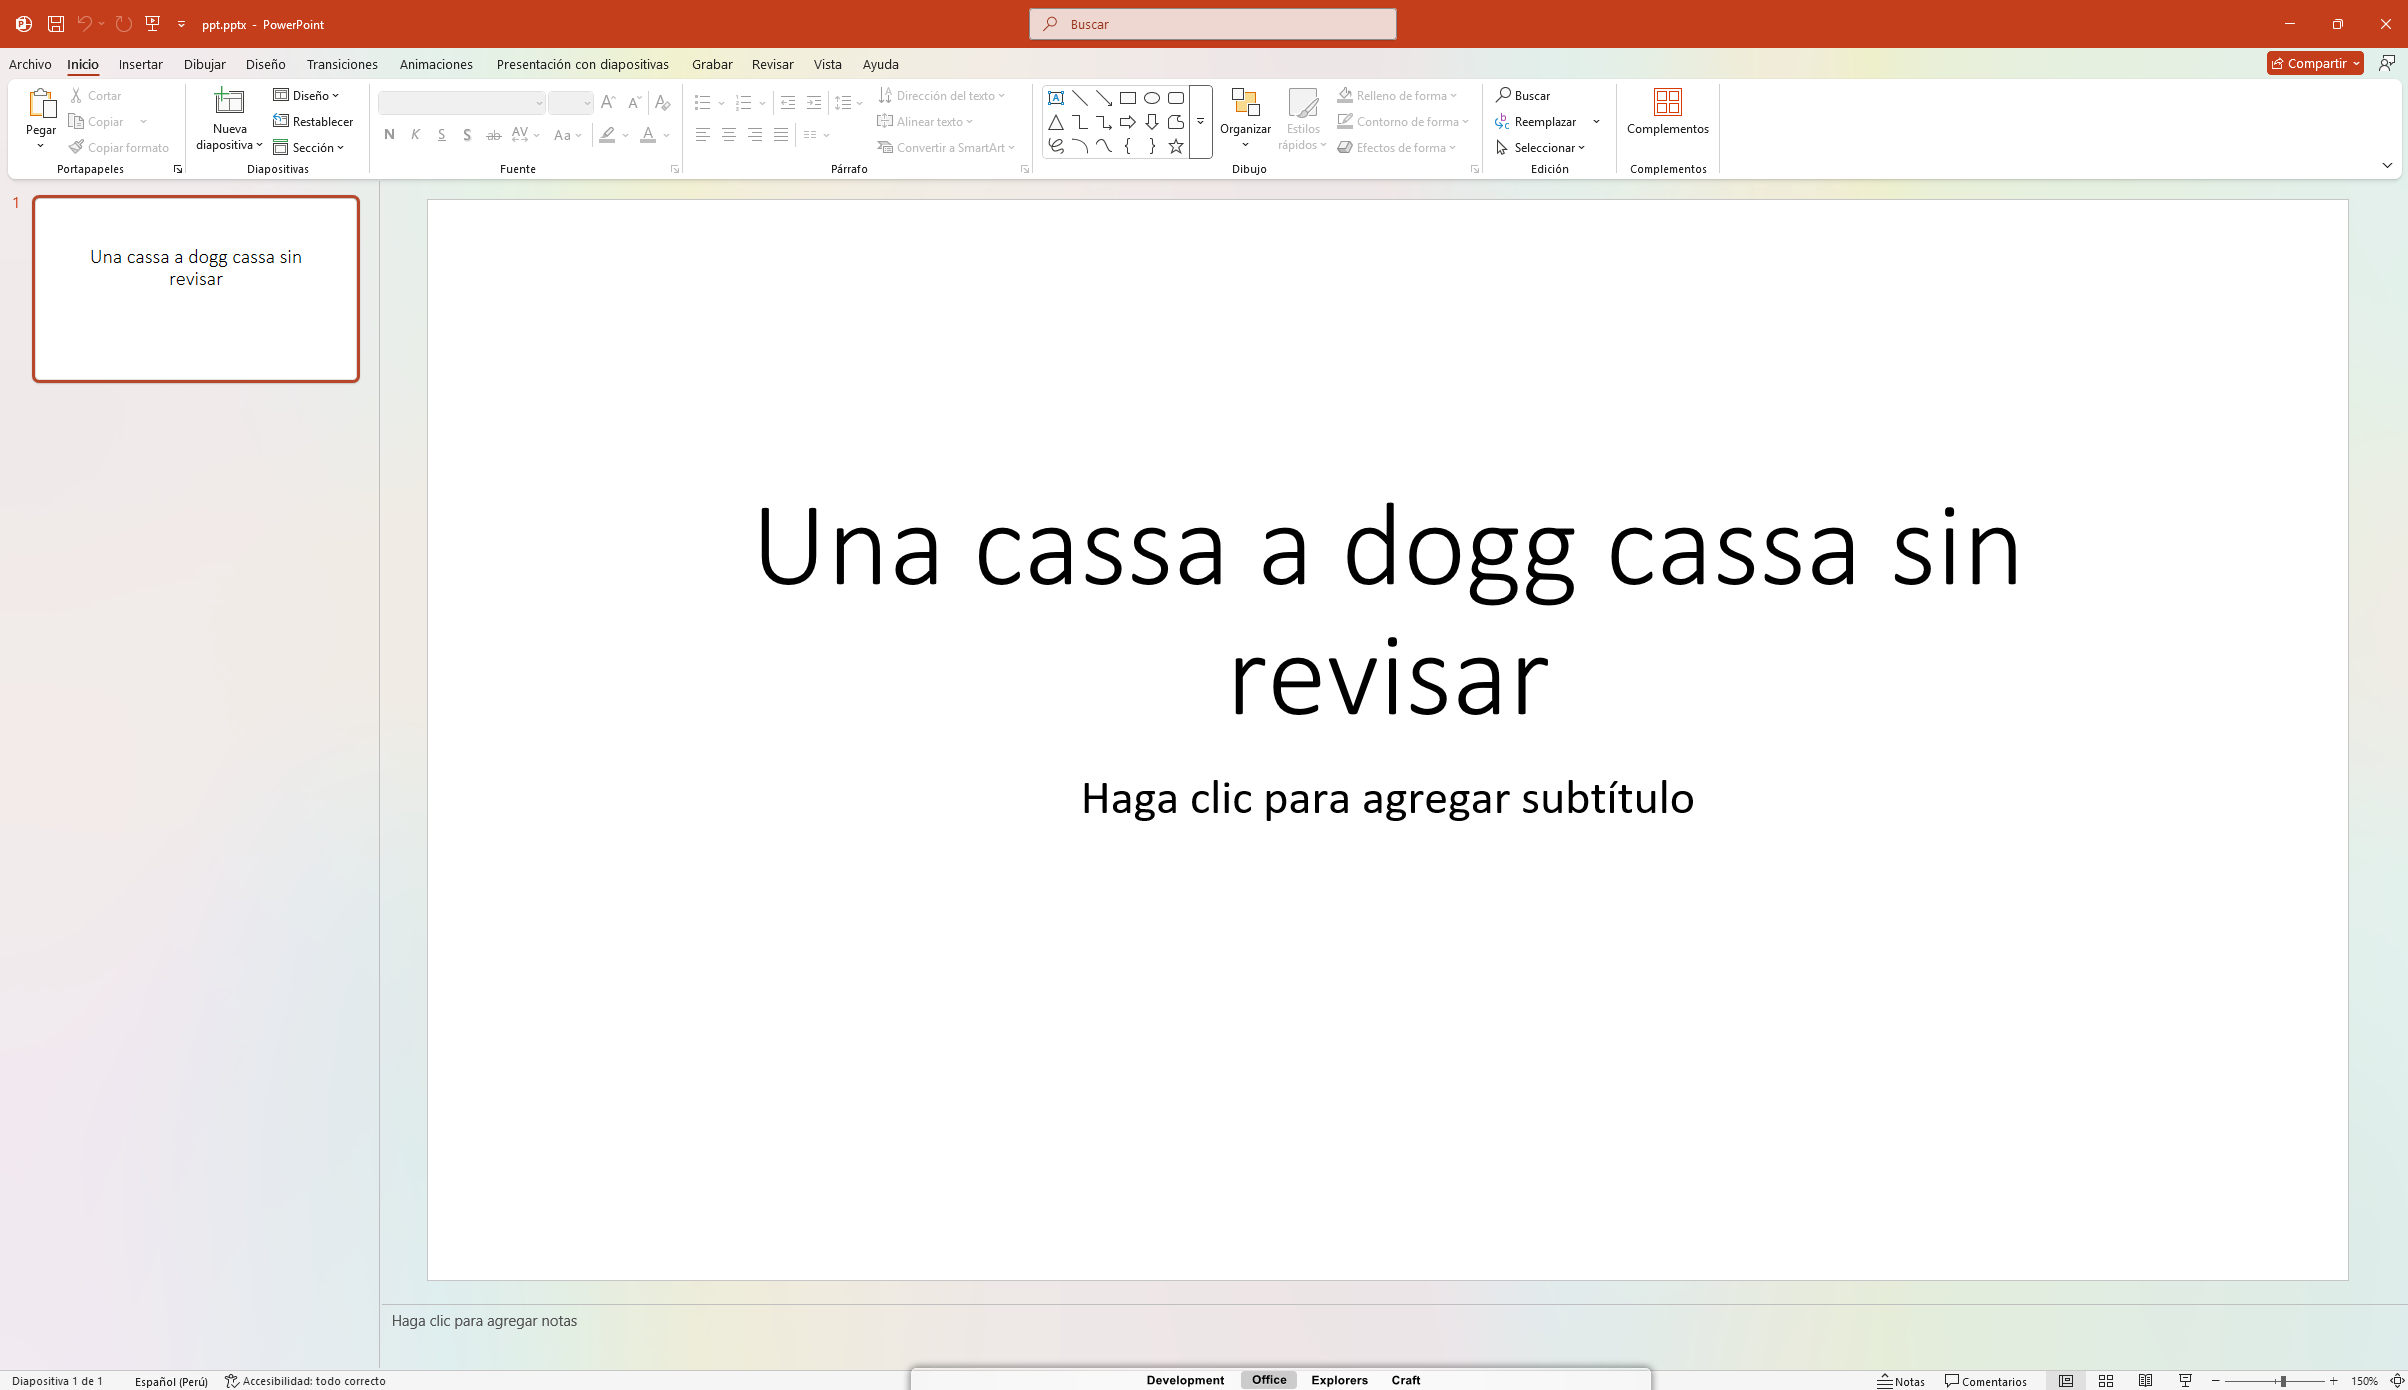 ppt.pptx - PowerPoint
Buscar
Archivo Inicio Insertar Dibujar Diseño Transiciones Animaciones Presentación con diapositivas Grabar Revisar Vista Ayuda
Compartir
Pegar
Cortar
Copiar
Copiar formato
Portapapeles
Nueva
diapositiva
Diseño
Restablecer
Sección
Diapositivas
N K S S ab AV Aa A
Fuente
Dirección del texto
Alinear texto
Convertir a SmartArt
Párrafo
Organizar
Estilos
rápidos
Relleno de forma
Contorno de forma
Efectos de forma
Dibujo
Buscar
Reemplazar
Seleccionar
Edición
Complementos
Complementos
1
Una cassa a dogg cassa sin
revisar
Una cassa a dogg cassa sin
revisar
Haga clic para agregar subtítulo
Haga clic para agregar notas
Diapositiva 1 de 1 Español (Perú) Accesibilidad: todo correcto
Development Office Explorers Craft
Notas Comentarios 150%